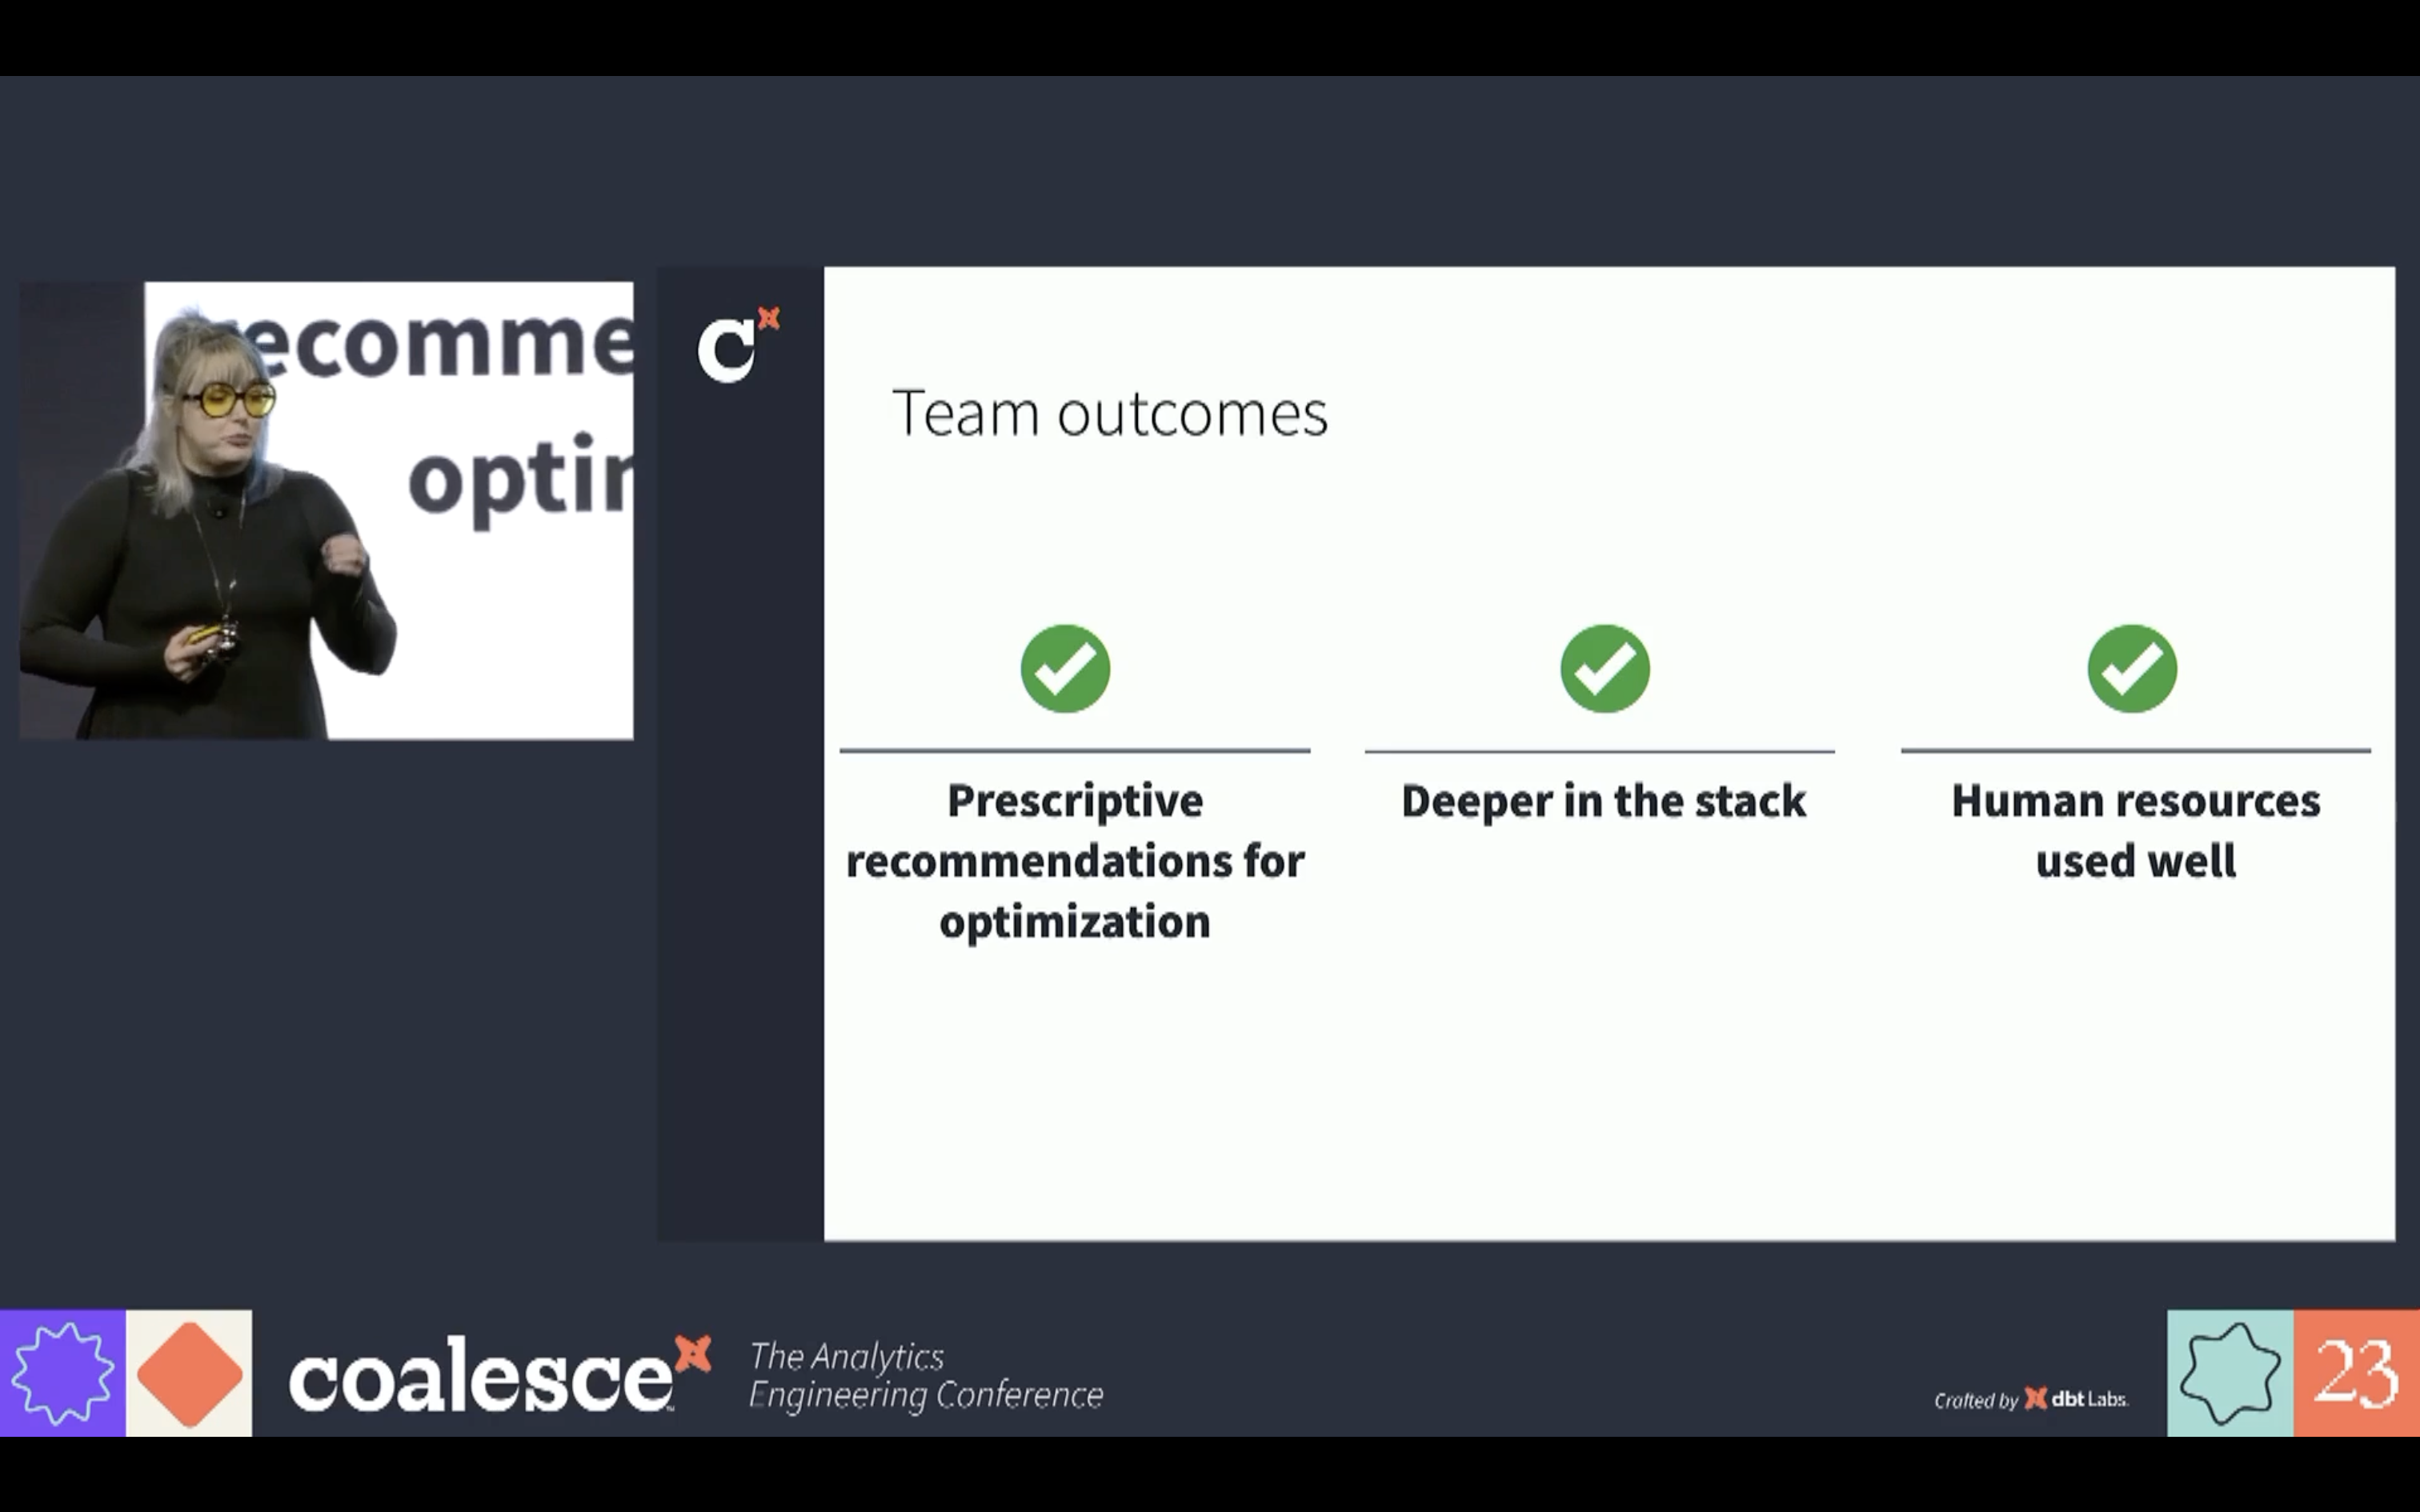 ecomme
optim
C
Team outcomes
Prescriptive
recommendations for
optimization
Deeper in the stack
Human resources
used well
coalesce
The Analytics
Engineering Conference
Crafted by dbt Labs.
23